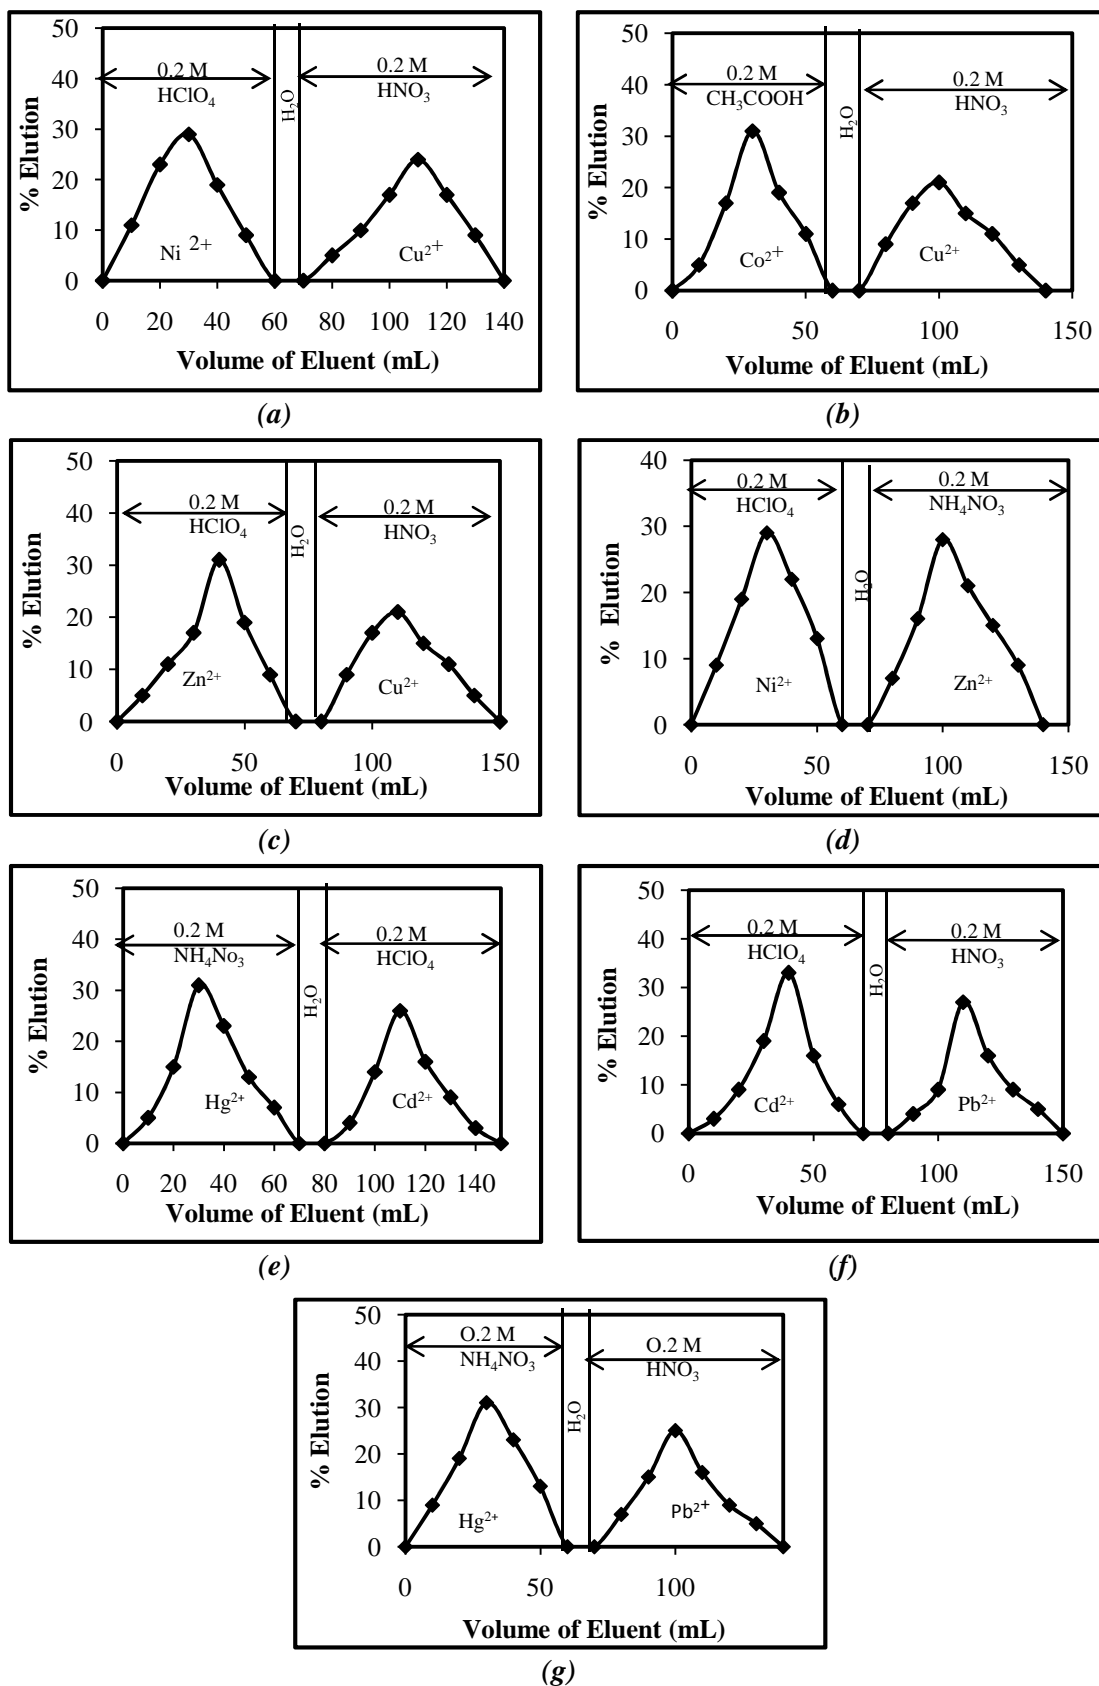 50
40
30
20
10
0
% Elution
0.2 M
HClO₄
H₂O
0.2 M
HNO₃
Ni 2+
Cu²⁺
0 20 40 60 80 100 120 140
Volume of Eluent (mL)
(a)
50
40
30
20
10
0
% Elution
0.2 M
CH₃COOH
H₂O
0.2 M
HNO₃
Co²⁺
Cu²⁺
0 50 100 150
Volume of Eluent (mL)
(b)
50
40
30
20
10
0
% Elution
0.2 M
HClO₄
H₂O
0.2 M
HNO₃
Zn²⁺
Cu²⁺
0 50 100 150
Volume of Eluent (mL)
(c)
40
30
20
10
0
% Elution
0.2 M
HClO₄
H₂O
0.2 M
NH₄NO₃
Ni²⁺
Zn²⁺
0 50 100 150
Volume of Eluent (mL)
(d)
50
40
30
20
10
0
% Elution
0.2 M
NH₄No₃
H₂O
0.2 M
HClO₄
Hg²⁺
Cd²⁺
0 20 40 60 80 100 120 140
Volume of Eluent (mL)
(e)
50
40
30
20
10
0
% Elution
0.2 M
HClO₄
H₂O
0.2 M
HNO₃
Cd²⁺
Pb²⁺
0 50 100 150
Volume of Eluent (mL)
(f)
50
40
30
20
10
0
% Elution
O.2 M
NH₄NO₃
H₂O
O.2 M
HNO₃
Hg²⁺
Pb²⁺
0 50 100
Volume of Eluent (mL)
(g)